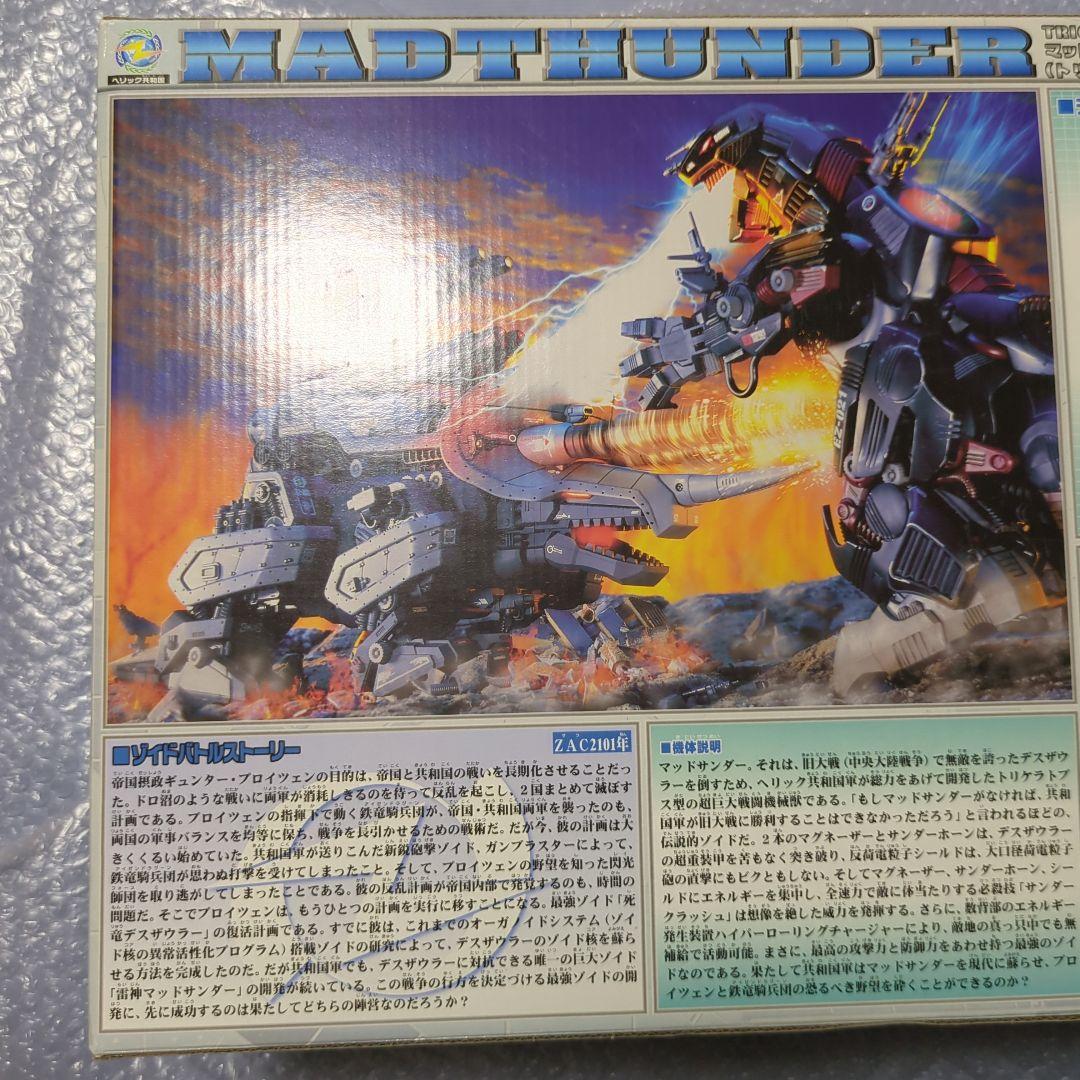 MADTHUNDER
TRIC
マッ
(ト
ヘリック共和国
EZ-021
■ゾイドバトルストーリー
ZAC2101年
帝国摂政ギュンター・プロイツェンの目的は、帝国と共和国の戦いを長期化させることだっ
た。ドロ沼のような戦いに両軍が消耗しきるのを待って反乱を起こし、2国まとめて滅ぼす
計画である。プロイツェンの指揮下で動く鉄竜騎兵団が、帝国・共和国両軍を襲ったのも、
両国の軍事バランスを均等に保ち、戦争を長引かせるための戦術だ。だが今、彼の計画は大
きくくるい始めていた。共和国軍が送りこんだ新鋭砲撃ゾイド、ガンブラスターによって、
鉄竜騎兵団が思わぬ打撃を受けてしまったこと。そして、プロイツェンの野望を知った閃光
師団を取り逃がしてしまったことである。彼の反乱計画が帝国内部で発覚するのも、時間の
問題だ。そこでプロイツェンは、もうひとつの計画を実行に移すことになる。最強ゾイド「死
竜デスザウラー」の復活計画である。すでに彼は、これまでのオーガノイドシステム(ゾイ
ド核の異常活性化プログラム)搭載ゾイドの研究によって、デスザウラーのゾイド核を蘇ら
せる方法を完成したのだ。だが共和国軍でも、デスザウラーに対抗できる唯一の巨大ゾイド
「雷神マッドサンダー」の開発が続いている。この戦争の行方を決定づける最強ゾイドの開
発に、先に成功するのは果たしてどちらの陣営なのだろうか?
■機体説明
マッドサンダー。それは、旧大戦(中央大陸戦争)で無敵を誇ったデスザウ
ラーを倒すため、ヘリック共和国軍が総力をあげて開発したトリケラトプ
ス型の超巨大戦闘機械獣である。「もしマッドサンダーがなければ、共和
国軍が旧大戦に勝利することはできなかっただろう」と言われるほどの、
伝説的ゾイドだ。2本のマグネーザーとサンダーホーンは、デスザウラー
の超重装甲を苦もなく突き破り、反荷電粒子シールドは、大口径荷電粒子
砲の直撃にもビクともしない。そしてマグネーザー、サンダーホーン、シー
ルドにエネルギーを集中し、全速力で敵に体当たりする必殺技「サンダー
クラッシュ」は想像を絶した威力を発揮する。さらに、数背部のエネルギー
発生装置ハイパーローリングチャージャーにより、敵地の真っ只中でも無
補給で活動可能。まさに、最高の攻撃力と防御力をあわせ持つ最強のゾイ
ドなのである。果たして共和国軍はマッドサンダーを現代に蘇らせ、プロ
イツェンと鉄竜騎兵団の恐るべき野望を砕くことができるのか?